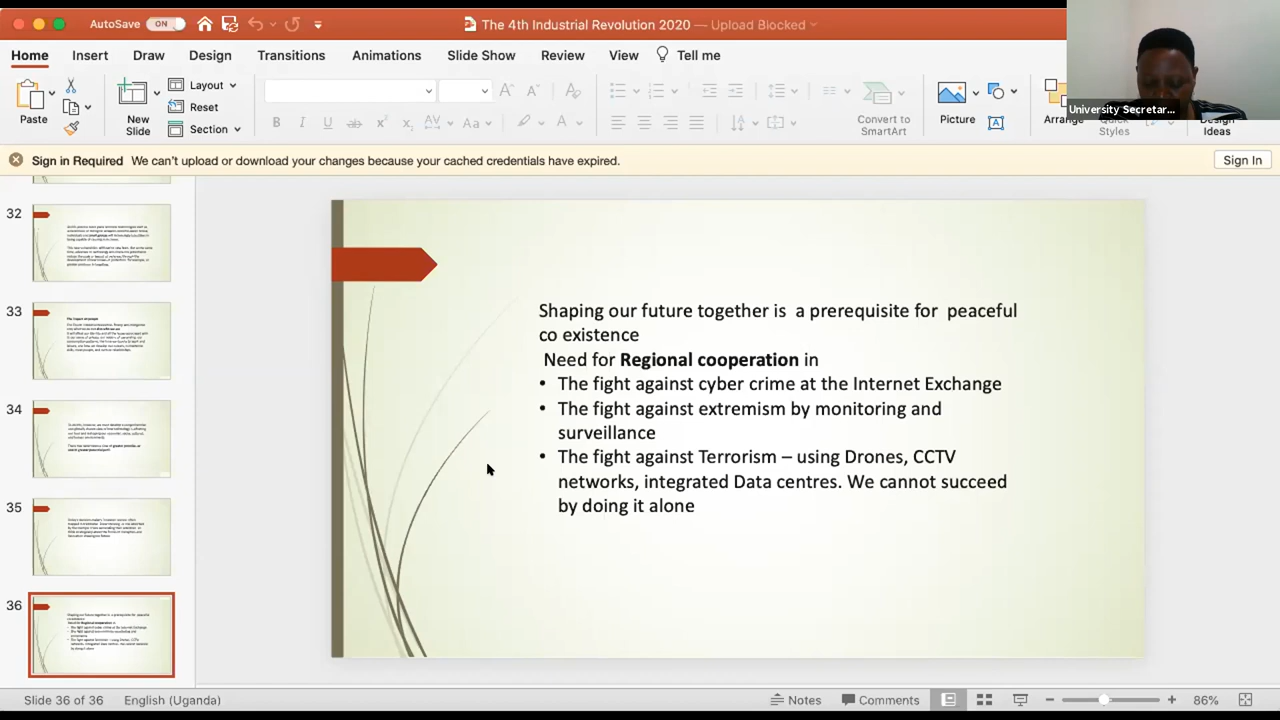 AutoSave ON The 4th Industrial Revolution 2020 — Upload Blocked
Home Insert Draw Design Transitions Animations Slide Show Review View Tell me
Paste New Slide Layout Reset Section Convert to SmartArt Picture Arrange Quick Styles Design Ideas
University Secretar...
Sign in Required We can't upload or download your changes because your cached credentials have expired. Sign In
32
33
34
35
36
Shaping our future together is a prerequisite for peaceful
co existence
Need for Regional cooperation in
• The fight against cyber crime at the Internet Exchange
• The fight against extremism by monitoring and
surveillance
• The fight against Terrorism – using Drones, CCTV
networks, integrated Data centres. We cannot succeed
by doing it alone
Slide 36 of 36 English (Uganda) Notes Comments 86%